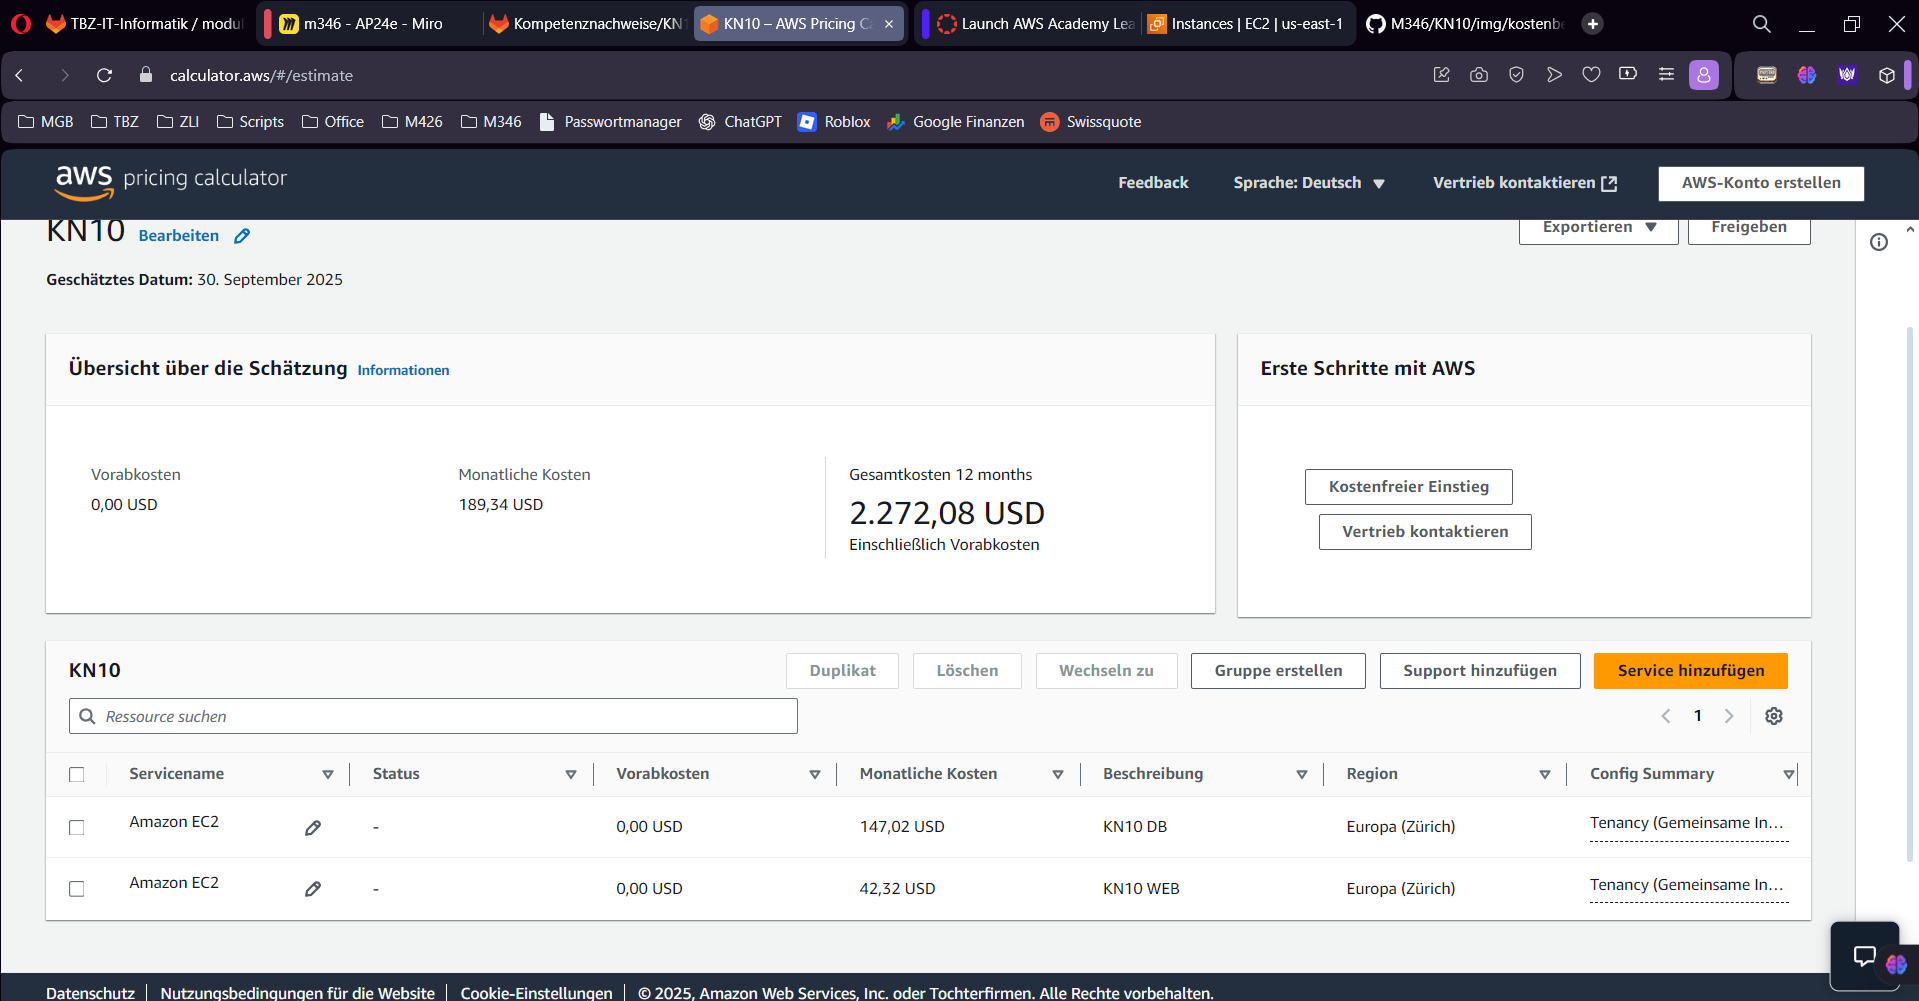 TBZ-IT-Informatik / modul
m346 - AP24e - Miro
Kompetenznachweise/KN1
KN10 – AWS Pricing Ca
Launch AWS Academy Lea
Instances | EC2 | us-east-1
M346/KN10/img/kostenbe
calculator.aws/#/estimate
MGB
TBZ
ZLI
Scripts
Office
M426
M346
Passwortmanager
ChatGPT
Roblox
Google Finanzen
Swissquote
aws pricing calculator
Feedback
Sprache: Deutsch
Vertrieb kontaktieren
AWS-Konto erstellen
KN10 Bearbeiten
Exportieren
Freigeben
Geschätztes Datum: 30. September 2025
Übersicht über die Schätzung Informationen
Erste Schritte mit AWS
Vorabkosten
0,00 USD
Monatliche Kosten
189,34 USD
Gesamtkosten 12 months
2.272,08 USD
Einschließlich Vorabkosten
Kostenfreier Einstieg
Vertrieb kontaktieren
KN10
Duplikat
Löschen
Wechseln zu
Gruppe erstellen
Support hinzufügen
Service hinzufügen
Ressource suchen
1
Servicename Status Vorabkosten Monatliche Kosten Beschreibung Region Config Summary
Amazon EC2 - 0,00 USD 147,02 USD KN10 DB Europa (Zürich) Tenancy (Gemeinsame In...
Amazon EC2 - 0,00 USD 42,32 USD KN10 WEB Europa (Zürich) Tenancy (Gemeinsame In...
Datenschutz | Nutzungsbedingungen für die Website | Cookie-Einstellungen | © 2025, Amazon Web Services, Inc. oder Tochterfirmen. Alle Rechte vorbehalten.